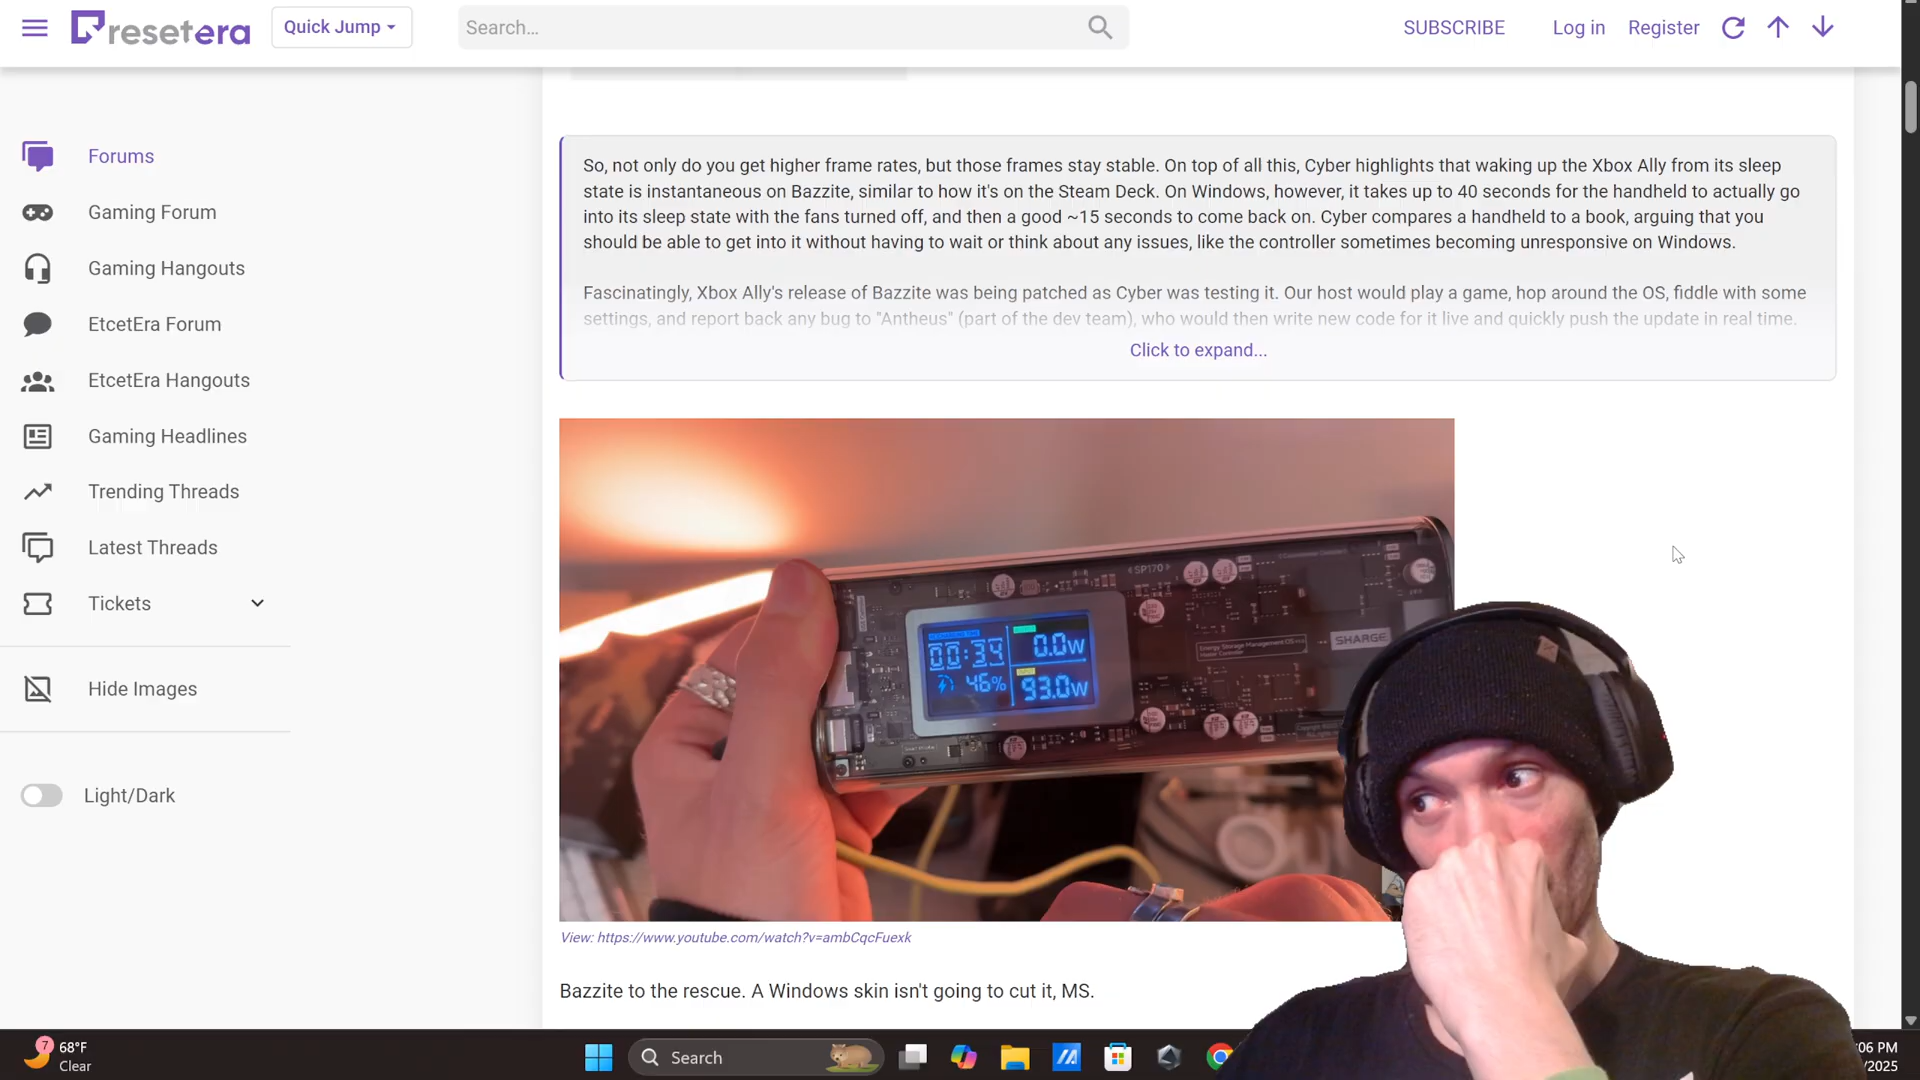 resetera
Quick Jump
Search...
SUBSCRIBE
Log in
Register
Forums
Gaming Forum
Gaming Hangouts
EtcetEra Forum
EtcetEra Hangouts
Gaming Headlines
Trending Threads
Latest Threads
Tickets
Hide Images
Light/Dark
So, not only do you get higher frame rates, but those frames stay stable. On top of all this, Cyber highlights that waking up the Xbox Ally from its sleep
state is instantaneous on Bazzite, similar to how it's on the Steam Deck. On Windows, however, it takes up to 40 seconds for the handheld to actually go
into its sleep state with the fans turned off, and then a good ~15 seconds to come back on. Cyber compares a handheld to a book, arguing that you
should be able to get into it without having to wait or think about any issues, like the controller sometimes becoming unresponsive on Windows.
Fascinatingly, Xbox Ally's release of Bazzite was being patched as Cyber was testing it. Our host would play a game, hop around the OS, fiddle with some
settings, and report back any bug to "Antheus" (part of the dev team), who would then write new code for it live and quickly push the update in real time.
Click to expand...
SP170
00:34
0.0w
46%
93.0w
Energy Storage Management OS
Master Controller
SHARGE
View: https://www.youtube.com/watch?v=ambCqcFuexk
Bazzite to the rescue. A Windows skin isn't going to cut it, MS.
7
68°F
Clear
Search
:06 PM
/2025